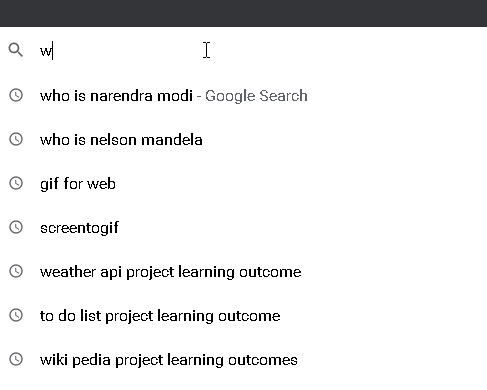 w
who is narendra modi - Google Search
who is nelson mandela
gif for web
screentogif
weather api project learning outcome
to do list project learning outcome
wiki pedia project learning outcomes